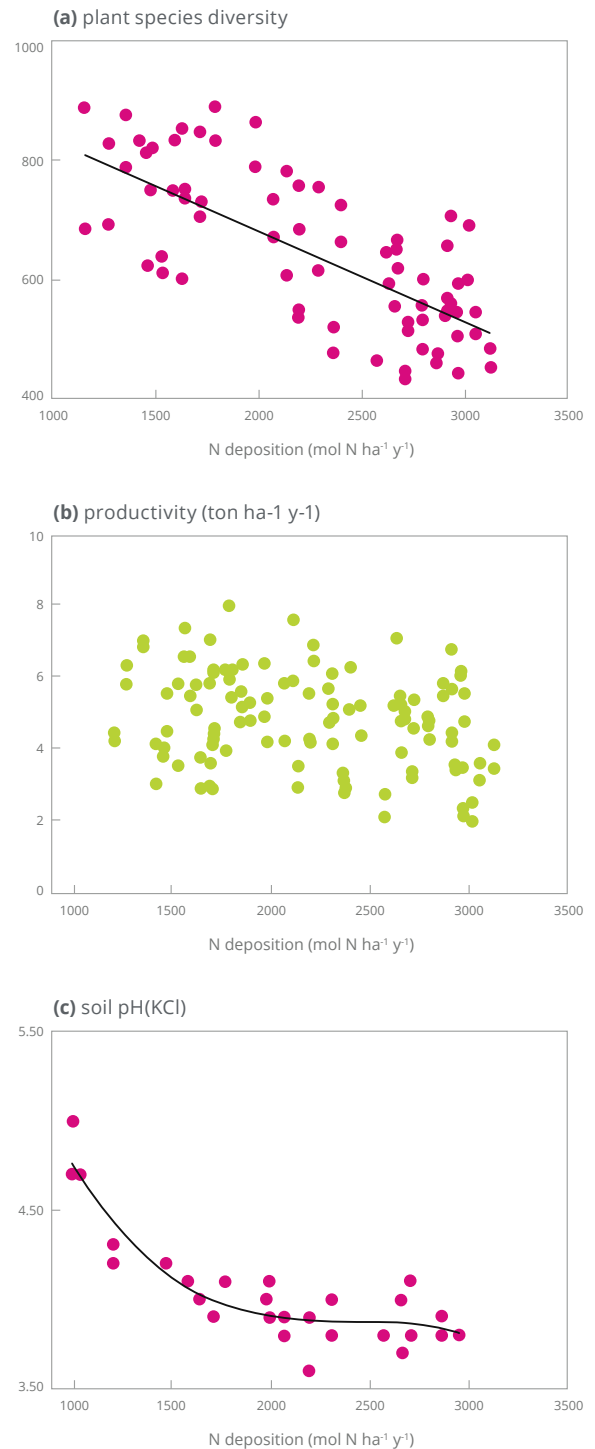 (a) plant species diversity
1000
800
600
400
1000 1500 2000 2500 3000 3500
N deposition (mol N ha⁻¹ y⁻¹)
(b) productivity (ton ha-1 y-1)
10
8
6
4
2
0
1000 1500 2000 2500 3000 3500
N deposition (mol N ha⁻¹ y⁻¹)
(c) soil pH(KCl)
5.50
4.50
3.50
1000 1500 2000 2500 3000 3500
N deposition (mol N ha⁻¹ y⁻¹)